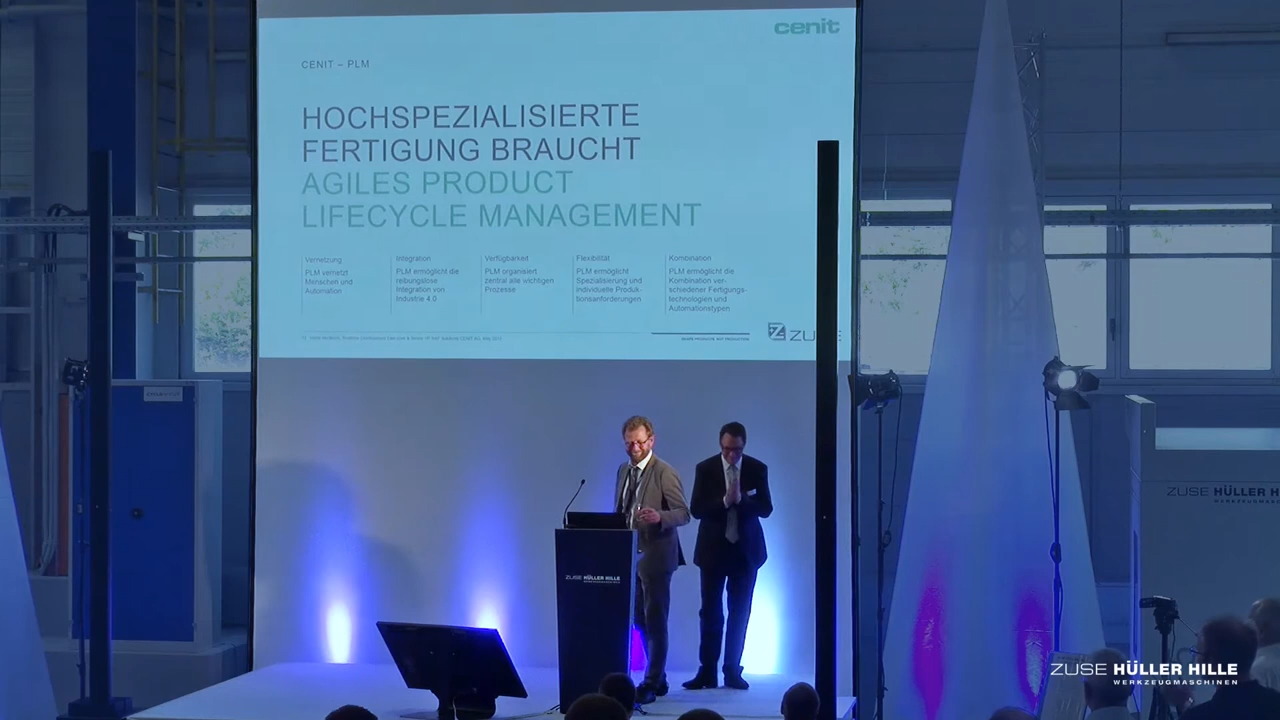 cenit
CENIT – PLM
HOCHSPEZIALISIERTE
FERTIGUNG BRAUCHT
AGILES PRODUCT
LIFECYCLE MANAGEMENT
Vernetzung
PLM vernetzt
Menschen und
Automation
Integration
PLM ermöglicht die
reibungslose
Integration von
Industrie 4.0
Verfügbarkeit
PLM organisiert
zentral alle wichtigen
Prozesse
Flexibilität
PLM ermöglicht
Spezialisierung und
individuelle Produk-
tionsanforderungen
Kombination
PLM ermöglicht die
Kombination ver-
schiedener Fertigungs-
technologien und
Automationstypen
ZUSE HÜLLER HILLE
ZUSE HÜLLER HI
ZUSE HÜLLER HILLE
WERKZEUGMASCHINEN